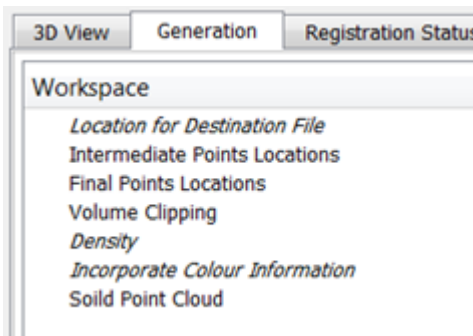 3D View Generation Registration Status
Workspace
Location for Destination File
Intermediate Points Locations
Final Points Locations
Volume Clipping
Density
Incorporate Colour Information
Soild Point Cloud